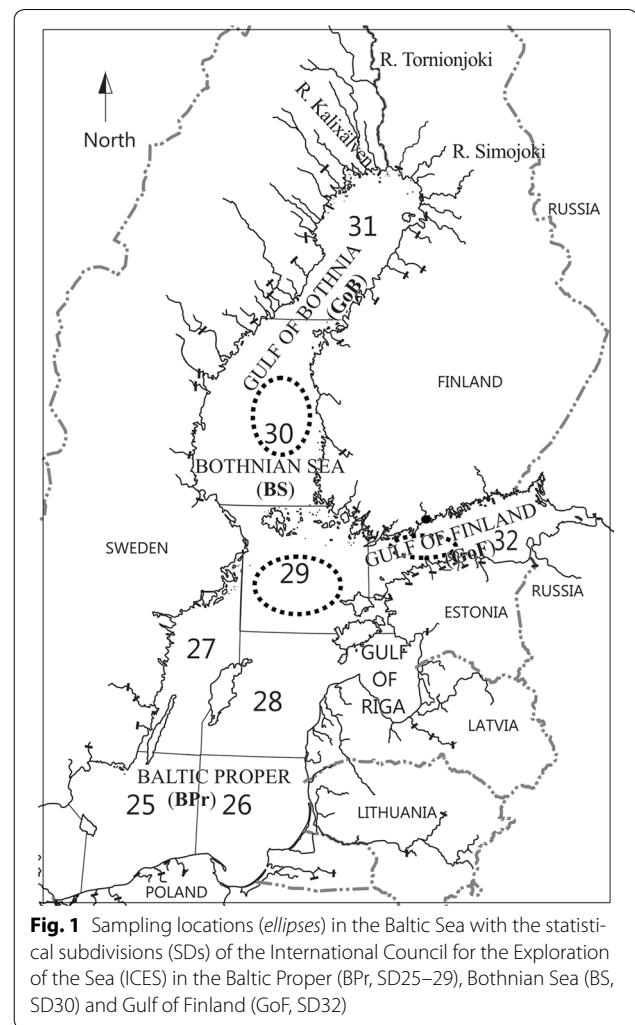 R. Tornionjoki
R. Kalixälven
North
R. Simojoki
RUSSIA
31
GULF OF BOTHNIA
(GoB)
FINLAND
30
BOTHNIAN SEA
(BS)
GULF OF FINLAND
(GoF) 32
SWEDEN
29
RUSSIA
ESTONIA
27
GULF
OF
RIGA
28
LATVIA
BALTIC PROPER
25 (BPr) 26
LITHUANIA
POLAND
Fig. 1 Sampling locations (ellipses) in the Baltic Sea with the statisti-
cal subdivisions (SDs) of the International Council for the Exploration
of the Sea (ICES) in the Baltic Proper (BPr, SD25–29), Bothnian Sea (BS,
SD30) and Gulf of Finland (GoF, SD32)